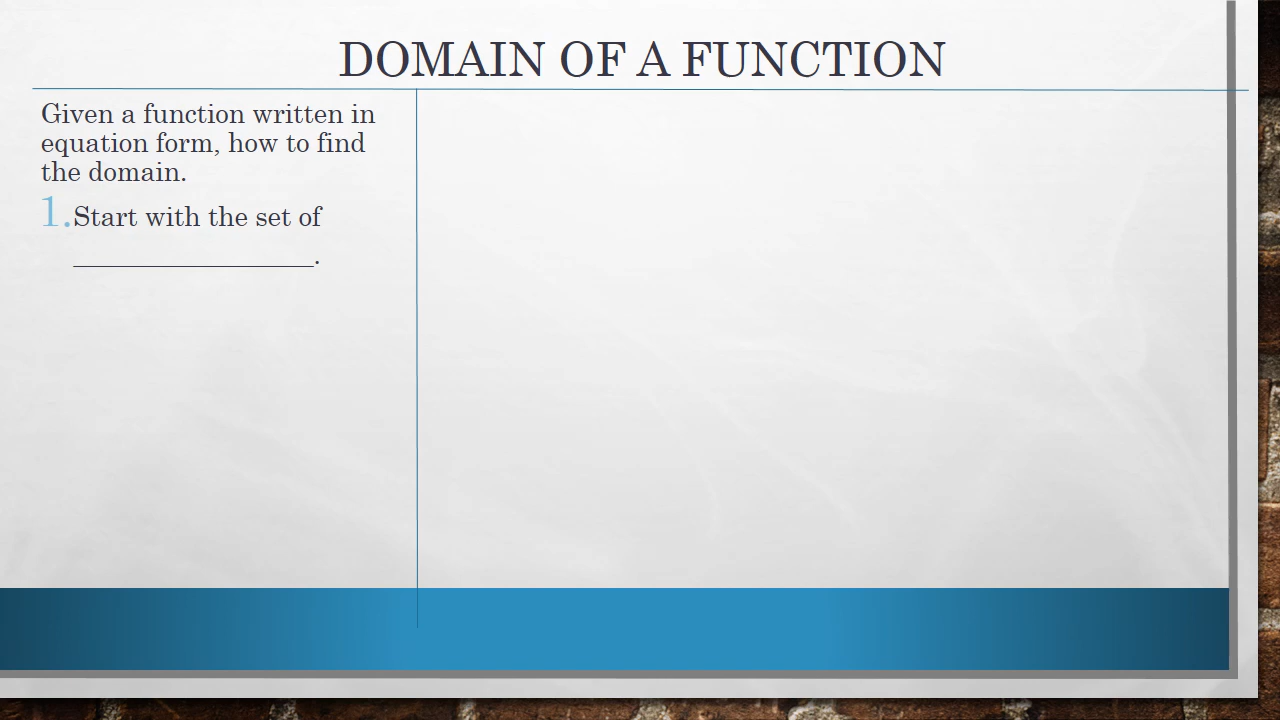 DOMAIN OF A FUNCTION
Given a function written in
equation form, how to find
the domain.
1. Start with the set of
_________________.